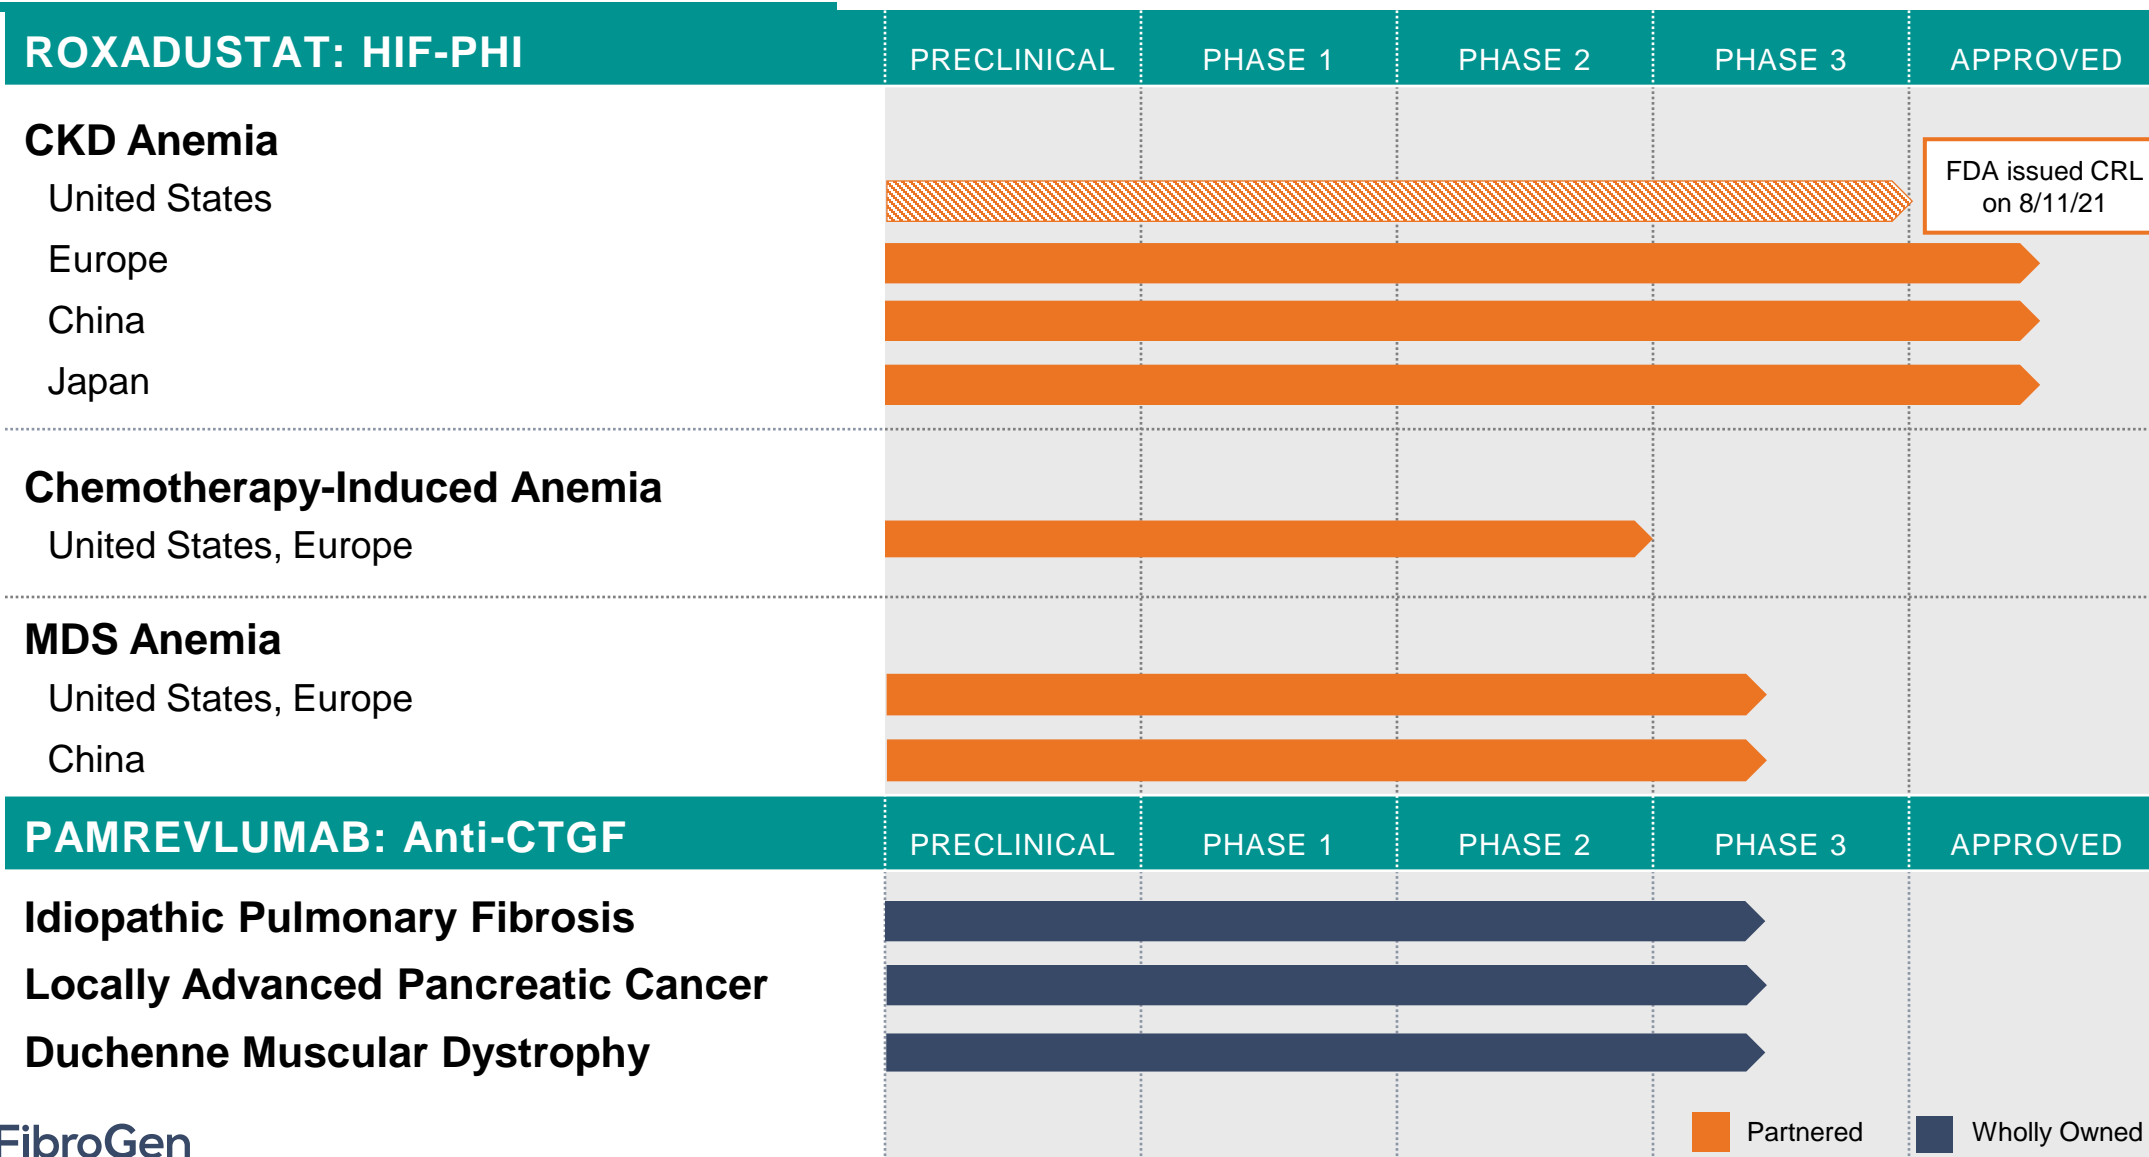 ROXADUSTAT: HIF-PHI PRECLINICAL PHASE 1 PHASE 2 PHASE 3 APPROVED
CKD Anemia
United States
FDA issued CRL
on 8/11/21
Europe
China
Japan
Chemotherapy-Induced Anemia
United States, Europe
MDS Anemia
United States, Europe
China
PAMREVLUMAB: Anti-CTGF PRECLINICAL PHASE 1 PHASE 2 PHASE 3 APPROVED
Idiopathic Pulmonary Fibrosis
Locally Advanced Pancreatic Cancer
Duchenne Muscular Dystrophy
FibroGen
Partnered Wholly Owned